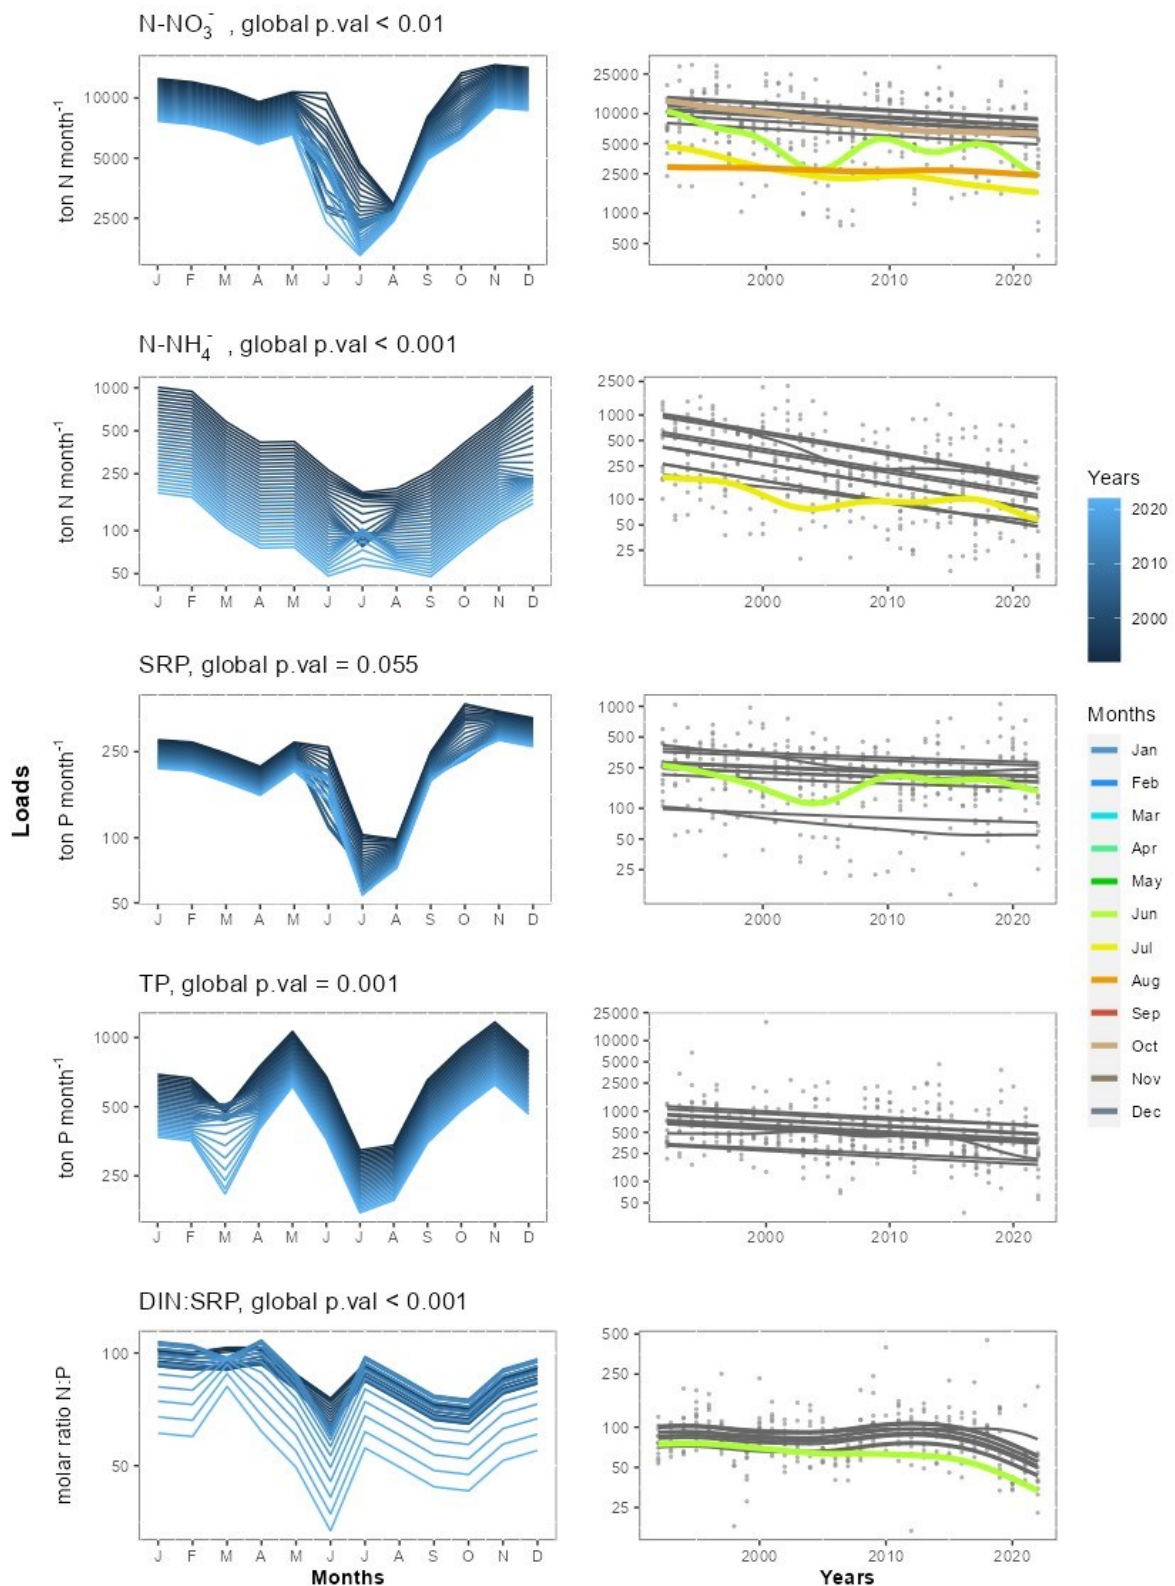 N-NO₃⁻ , global p.val < 0.01
ton N month⁻¹
10000
5000
2500
J F M A M J J A S O N D
25000
10000
5000
2500
1000
500
2000 2010 2020
N-NH₄⁻ , global p.val < 0.001
ton N month⁻¹
1000
500
250
100
50
J F M A M J J A S O N D
2500
1000
500
250
100
50
25
2000 2010 2020
SRP, global p.val = 0.055
Loads
ton P month⁻¹
250
100
50
J F M A M J J A S O N D
1000
500
250
100
50
25
2000 2010 2020
TP, global p.val = 0.001
ton P month⁻¹
1000
500
250
J F M A M J J A S O N D
25000
10000
5000
2500
1000
500
250
100
50
2000 2010 2020
DIN:SRP, global p.val < 0.001
molar ratio N:P
100
50
J F M A M J J A S O N D
Months
500
250
100
50
25
2000 2010 2020
Years
Years
2020
2010
2000
Months
Jan
Feb
Mar
Apr
May
Jun
Jul
Aug
Sep
Oct
Nov
Dec